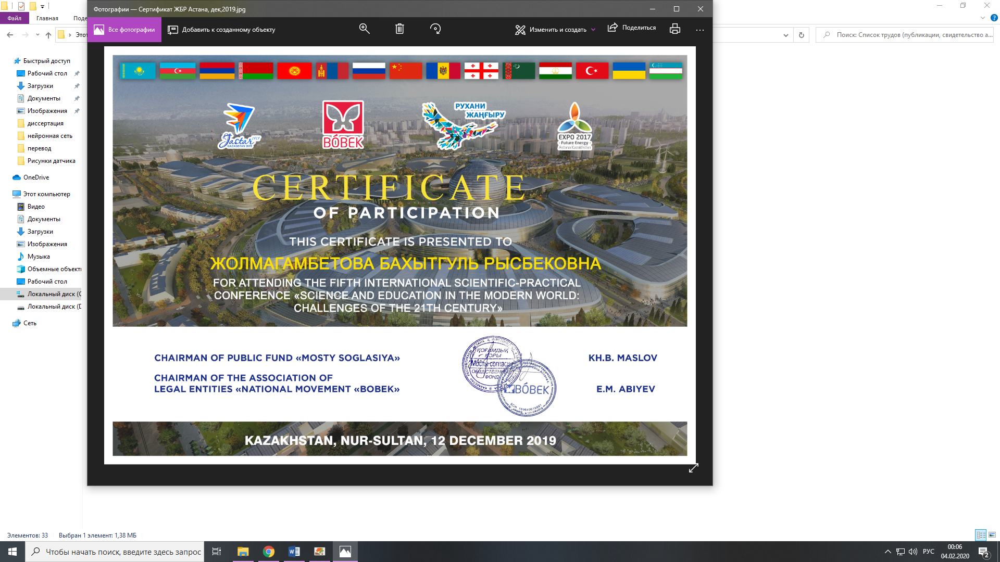 Фотографии — Сертификат ЖБР Астана, дек,2019.jpg
Файл
Главная
Поде
Все фотографии
Добавить к созданному объекту
Изменить и создать
Поделиться
Этот
Поиск: Список трудов (публикации, свидетельство а...
Быстрый доступ
Рабочий стол
Загрузки
Документы
Изображения
диссертация
нейронная сеть
перевод
Рисунки датчика
OneDrive
Этот компьютер
Видео
Документы
Загрузки
Изображения
Музыка
Объемные объекты
Рабочий стол
Локальный диск (C
Локальный диск (D
Сеть
Jastar JYLY
QAZAQSTAN 2019
BÓBEK
РУХАНИ
ЖАҢҒЫРУ
EXPO 2017
Future Energy
Astana Kazakhstan
CERTIFICATE
OF PARTICIPATION
THIS CERTIFICATE IS PRESENTED TO
ЖОЛМАГАМБЕТОВА БАХЫТГУЛЬ РЫСБЕКОВНА
FOR ATTENDING THE FIFTH INTERNATIONAL SCIENTIFIC-PRACTICAL
CONFERENCE «SCIENCE AND EDUCATION IN THE MODERN WORLD:
CHALLENGES OF THE 21TH CENTURY»
CHAIRMAN OF PUBLIC FUND «MOSTY SOGLASIYA»
KH.B. MASLOV
CHAIRMAN OF THE ASSOCIATION OF
LEGAL ENTITIES «NATIONAL MOVEMENT «BOBEK»
E.M. ABIYEV
ҚОҒАМДЫҚ
ҚОРЫ
Мосты соглас
ОБЩЕСТВЕН
ФОНД
BÓBEK
KAZAKHSTAN, NUR-SULTAN, 12 DECEMBER 2019
Элементов: 33
Выбран 1 элемент: 1,38 МБ
Чтобы начать поиск, введите здесь запрос
РУС
00:06
04.02.2020
2